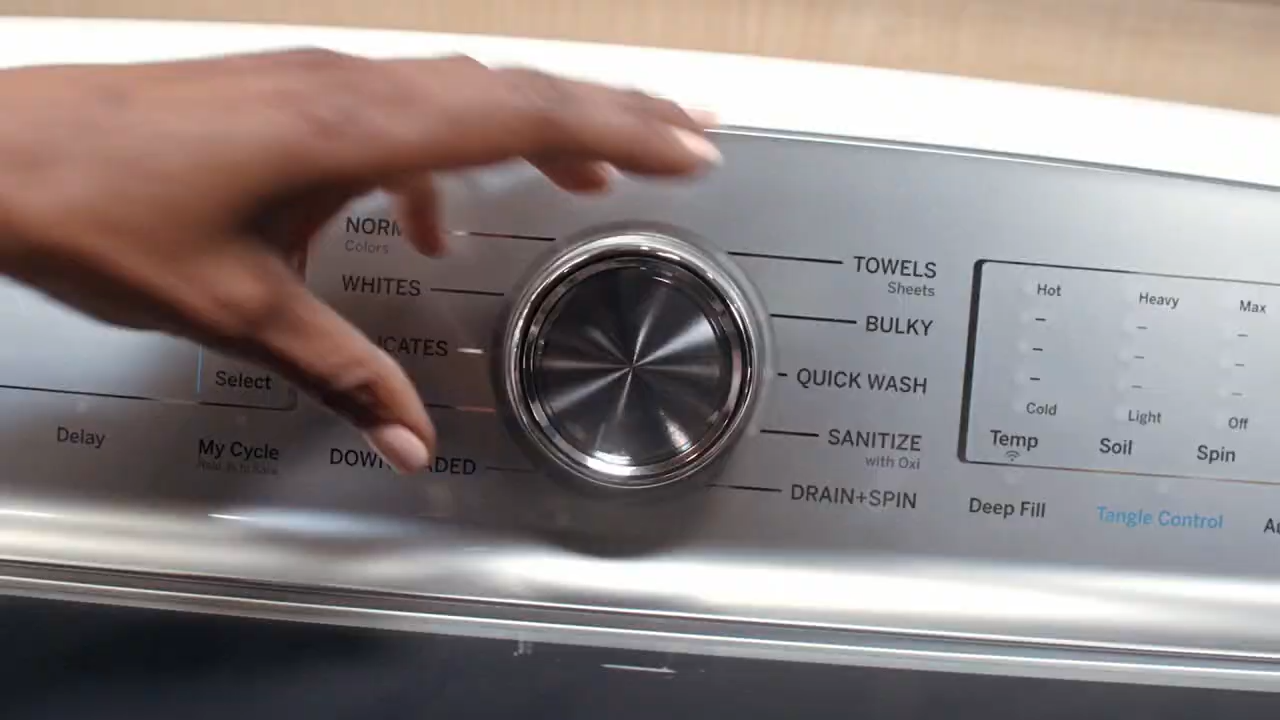 NORM
Colors
WHITES
ICATES
DOWN ADED
Select
Delay
My Cycle
TOWELS
Sheets
BULKY
QUICK WASH
SANITIZE
with Oxi
DRAIN+SPIN
Hot
Heavy
Max
Cold
Light
Off
Temp
Soil
Spin
Deep Fill
Tangle Control
Au